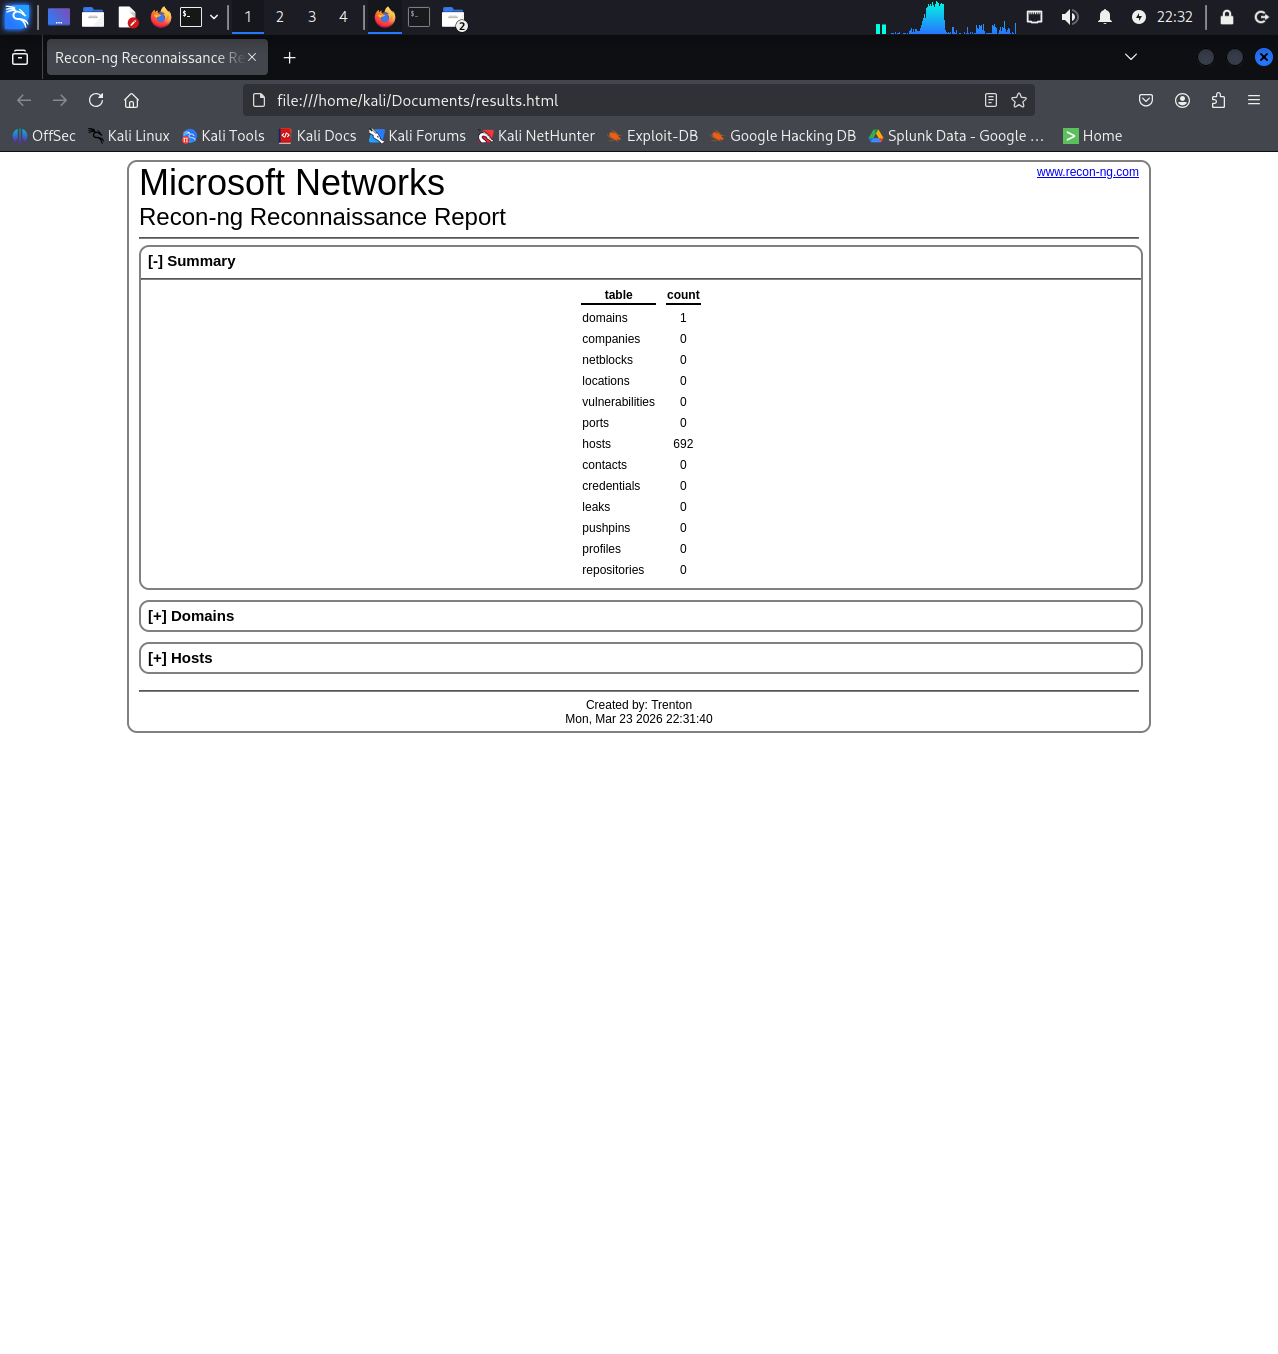 1 2 3 4 2 22:32
Recon-ng Reconnaissance Re
file:///home/kali/Documents/results.html
OffSec Kali Linux Kali Tools Kali Docs Kali Forums Kali NetHunter Exploit-DB Google Hacking DB Splunk Data - Google ... Home
Microsoft Networks www.recon-ng.com
Recon-ng Reconnaissance Report
[-] Summary
table count
domains 1
companies 0
netblocks 0
locations 0
vulnerabilities 0
ports 0
hosts 692
contacts 0
credentials 0
leaks 0
pushpins 0
profiles 0
repositories 0
[+] Domains
[+] Hosts
Created by: Trenton
Mon, Mar 23 2026 22:31:40